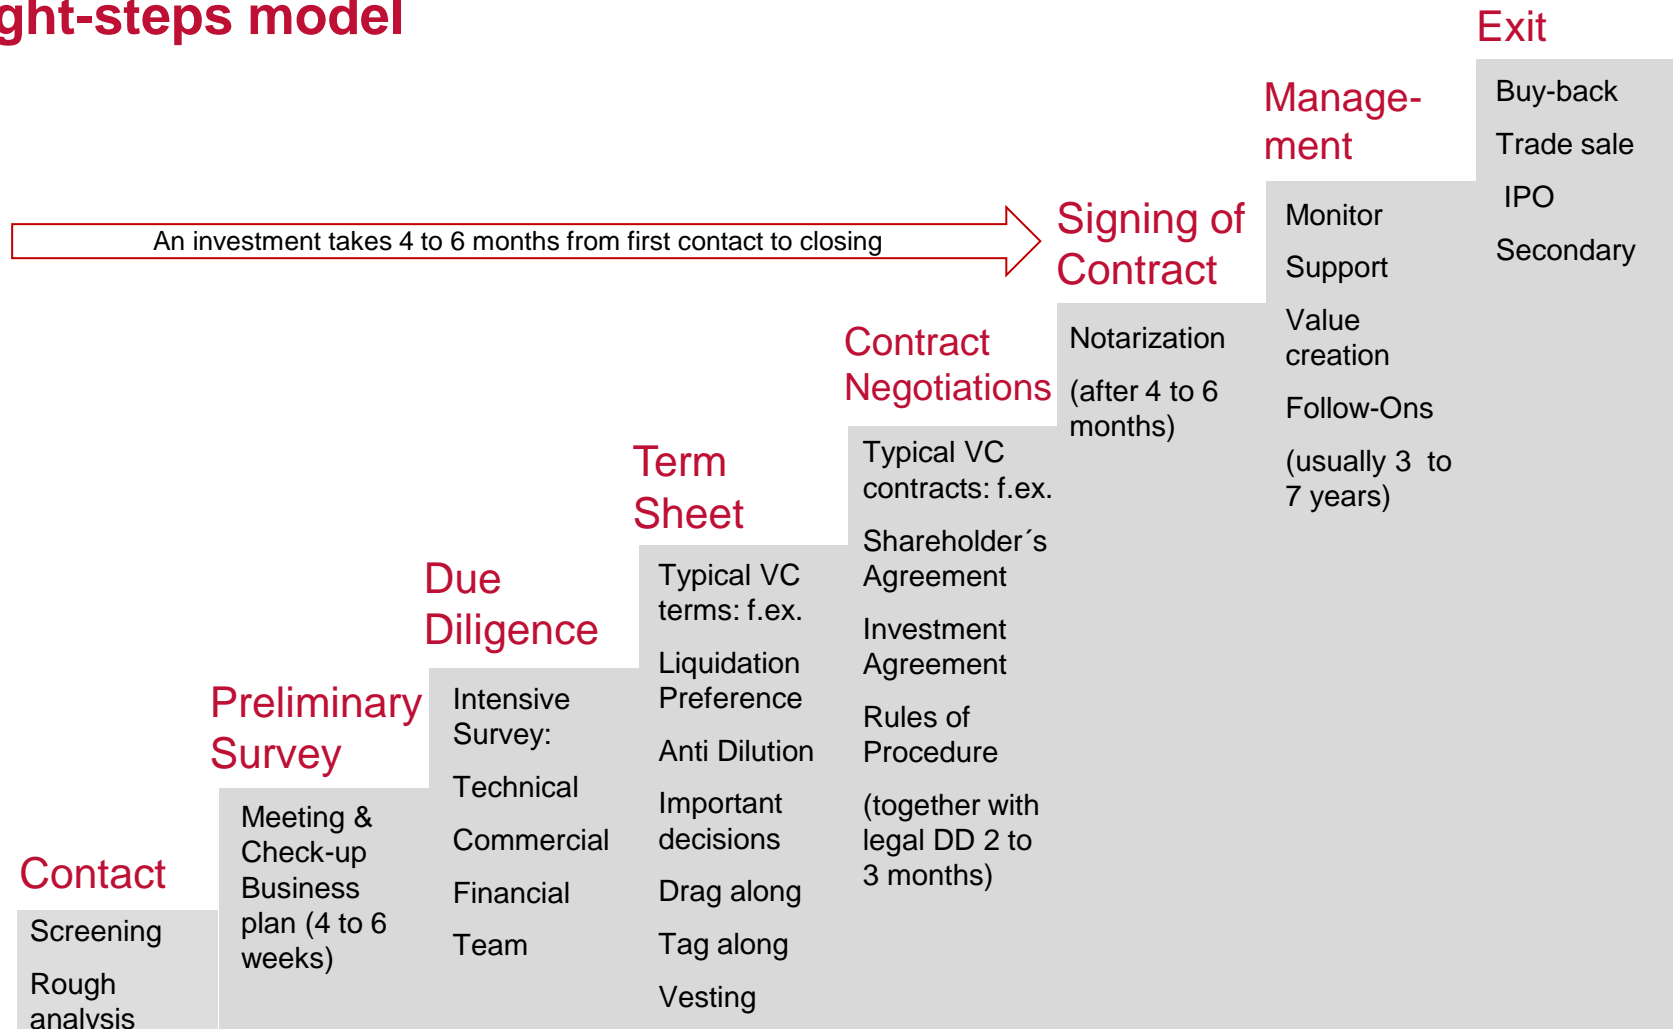 ght-steps model
An investment takes 4 to 6 months from first contact to closing
Contact
Screening
Rough
analysis
Preliminary
Survey
Meeting &
Check-up
Business
plan (4 to 6
weeks)
Due
Diligence
Intensive
Survey:
Technical
Commercial
Financial
Team
Term
Sheet
Typical VC
terms: f.ex.
Liquidation
Preference
Anti Dilution
Important
decisions
Drag along
Tag along
Vesting
Contract
Negotiations
Typical VC
contracts: f.ex.
Shareholder´s
Agreement
Investment
Agreement
Rules of
Procedure
(together with
legal DD 2 to
3 months)
Signing of
Contract
Notarization
(after 4 to 6
months)
Manage-
ment
Monitor
Support
Value
creation
Follow-Ons
(usually 3 to
7 years)
Exit
Buy-back
Trade sale
IPO
Secondary